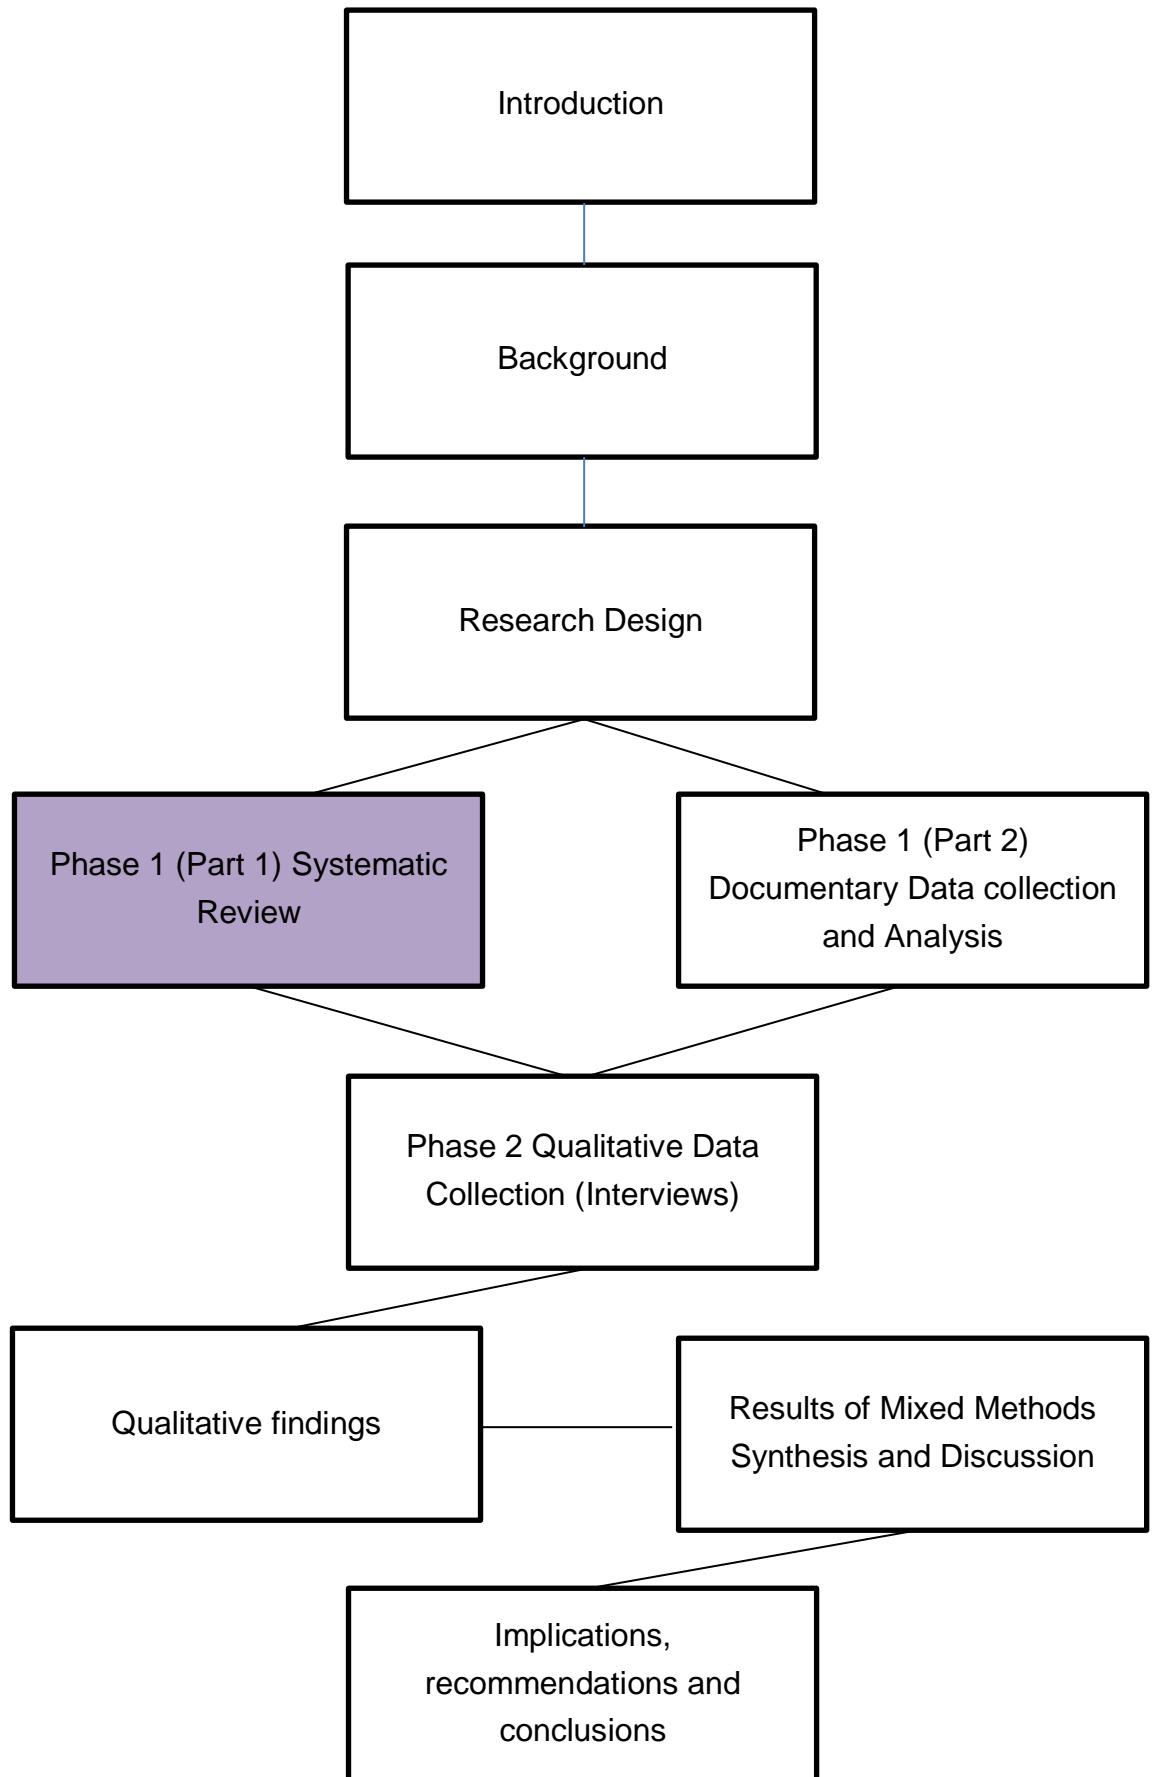 Introduction
Background
Research Design
Phase 1 (Part 1) Systematic
Review
Phase 1 (Part 2)
Documentary Data collection
and Analysis
Phase 2 Qualitative Data
Collection (Interviews)
Qualitative findings
Results of Mixed Methods
Synthesis and Discussion
Implications,
recommendations and
conclusions